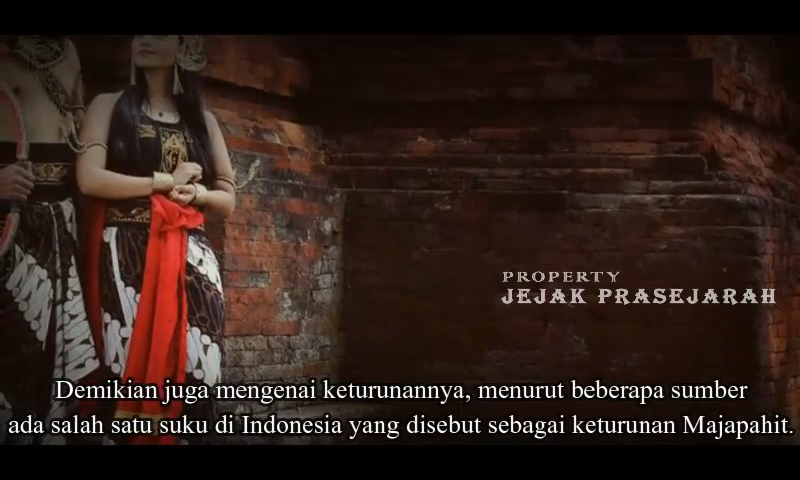 PROPERTY
JEJAK PRASEJARAH
Demikian juga mengenai keturunannya, menurut beberapa sumber
ada salah satu suku di Indonesia yang disebut sebagai keturunan Majapahit.